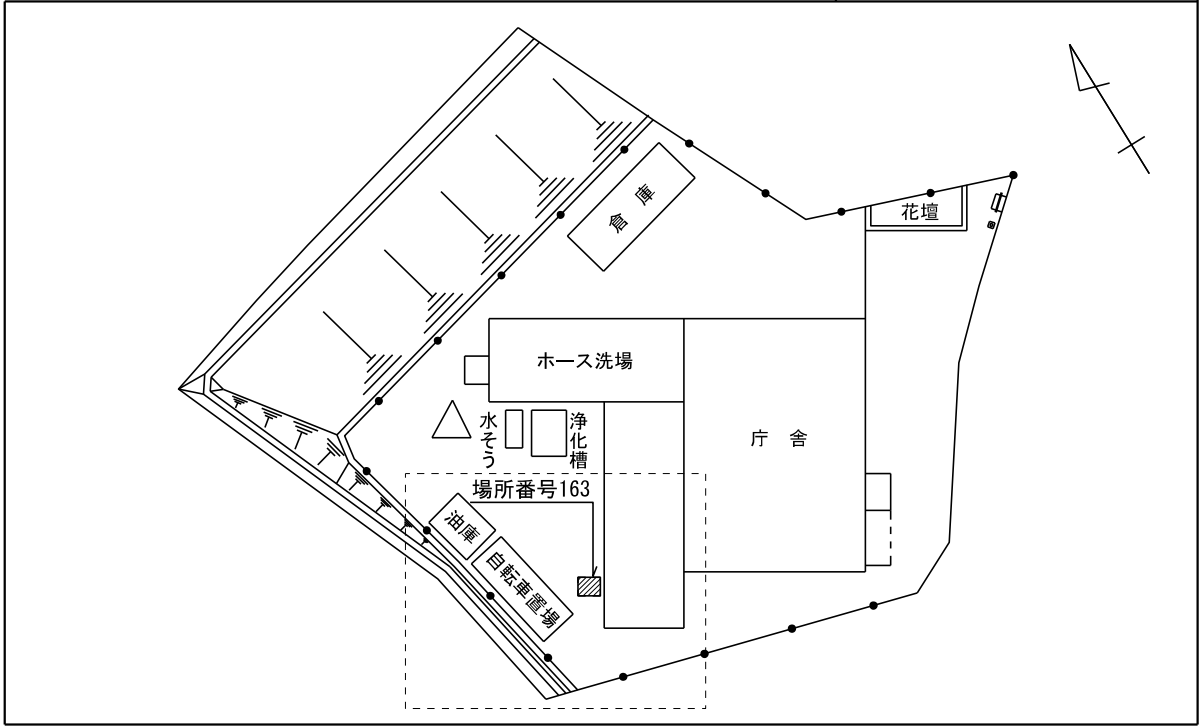 倉庫
花壇
ホース洗場
水そう
浄化槽
庁舎
場所番号163
油庫
自転車置場